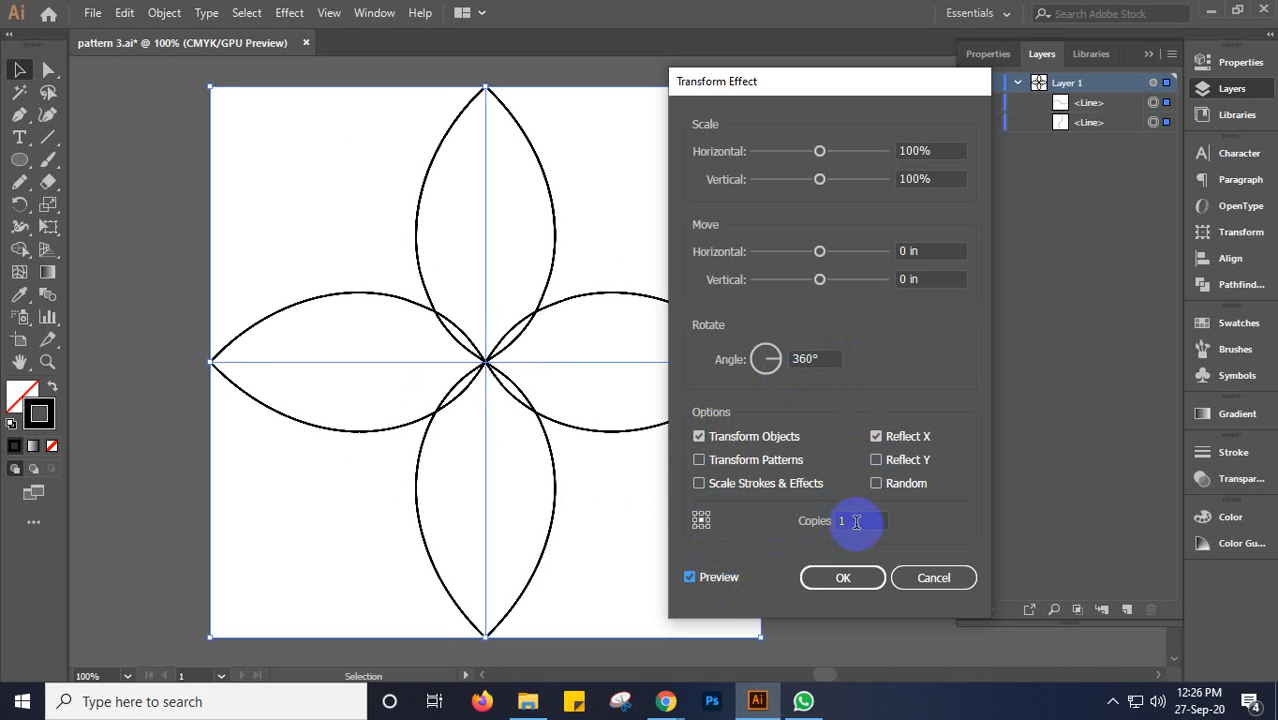 Ai File Edit Object Type Select Effect View Window Help Essentials Search Adobe Stock
pattern 3.ai* @ 100% (CMYK/GPU Preview) ×
Properties Layers Libraries
Layer 1
<Line>
<Line>
Properties
Layers
Libraries
Character
Paragraph
OpenType
Transform
Align
Pathfind...
Swatches
Brushes
Symbols
Gradient
Stroke
Transpar...
Color
Color Gu...
Transform Effect
Scale
Horizontal: 100%
Vertical: 100%
Move
Horizontal: 0 in
Vertical: 0 in
Rotate
Angle: 360°
Options
Transform Objects Reflect X
Transform Patterns Reflect Y
Scale Strokes & Effects Random
Copies 1
Preview OK Cancel
100% 1 Selection
Type here to search Ps Ai 12:26 PM
27-Sep-20 4